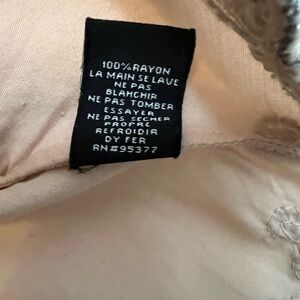 100% RAYON
LA MAIN SE LAVE
NE PAS
BLAHCHIR
NE PAS TOMBER
ESSAYER
NE PAS SECHER
PROPRE
REFROIDIR
DY FER
RN#95377